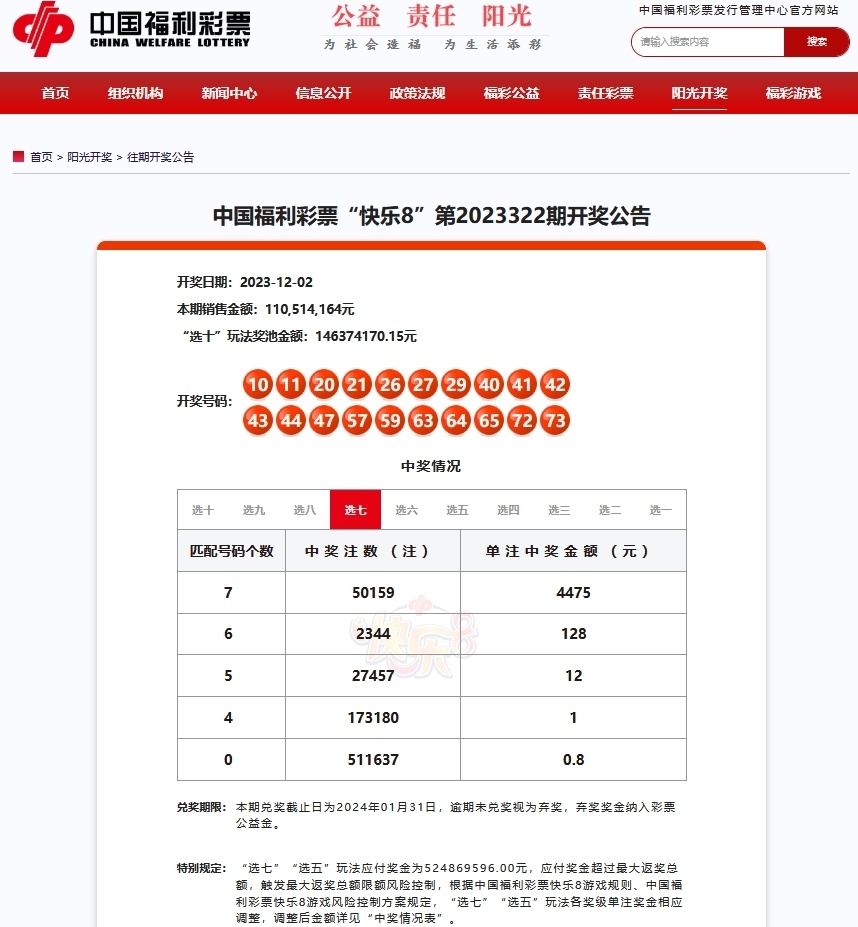 中国福利彩票
CHINA WELFARE LOTTERY
公益 责任 阳光
为社会造福 为生活添彩
中国福利彩票发行管理中心官方网站
请输入搜索内容 搜索
首页 组织机构 新闻中心 信息公开 政策法规 福彩公益 责任彩票 阳光开奖 福彩游戏
首页 > 阳光开奖 > 往期开奖公告
中国福利彩票“快乐8”第2023322期开奖公告
开奖日期：2023-12-02
本期销售金额：110,514,164元
“选十”玩法奖池金额：146374170.15元
开奖号码：
10 11 20 21 26 27 29 40 41 42
43 44 47 57 59 63 64 65 72 73
中奖情况
选十 选九 选八 选七 选六 选五 选四 选三 选二 选一
匹配号码个数 中奖注数（注） 单注中奖金额（元）
7 50159 4475
6 2344 128
5 27457 12
4 173180 1
0 511637 0.8
快乐8
兑奖期限： 本期兑奖截止日为2024年01月31日，逾期未兑奖视为弃奖，弃奖奖金纳入彩票
公益金。
特别规定： “选七”“选五”玩法应付奖金为524869596.00元，应付奖金超过最大返奖总
额，触发最大返奖总额限额风险控制，根据中国福利彩票快乐8游戏规则、中国福
利彩票快乐8游戏风险控制方案规定，“选七”“选五”玩法各奖级单注奖金相应
调整，调整后金额详见“中奖情况表”。